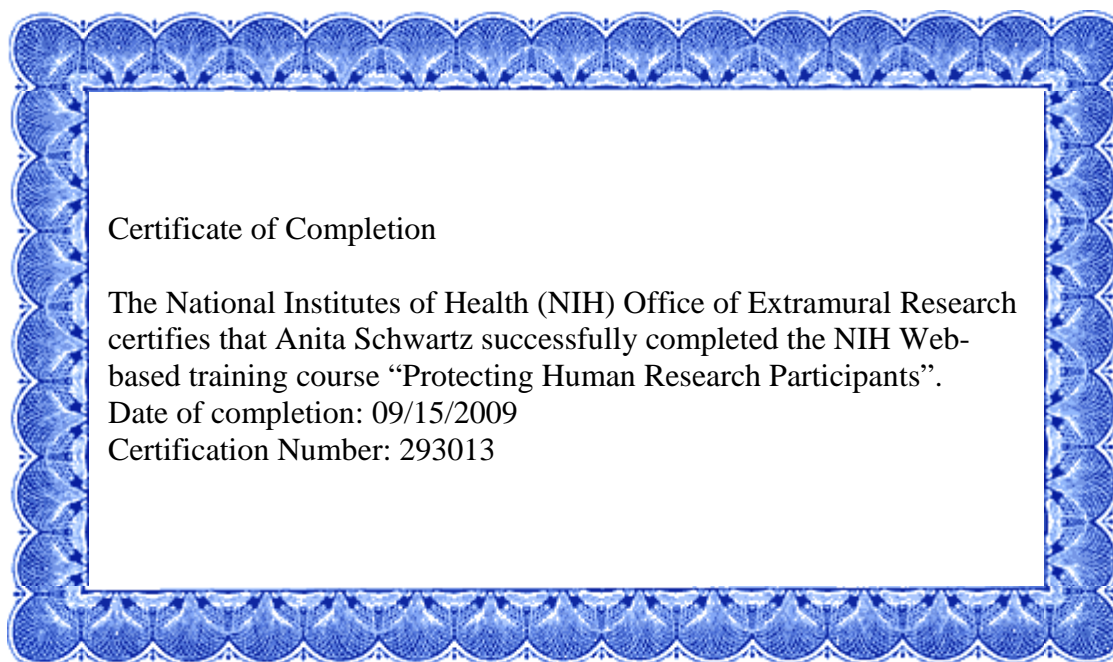 Certificate of Completion
The National Institutes of Health (NIH) Office of Extramural Research
certifies that Anita Schwartz successfully completed the NIH Web-
based training course “Protecting Human Research Participants”.
Date of completion: 09/15/2009
Certification Number: 293013